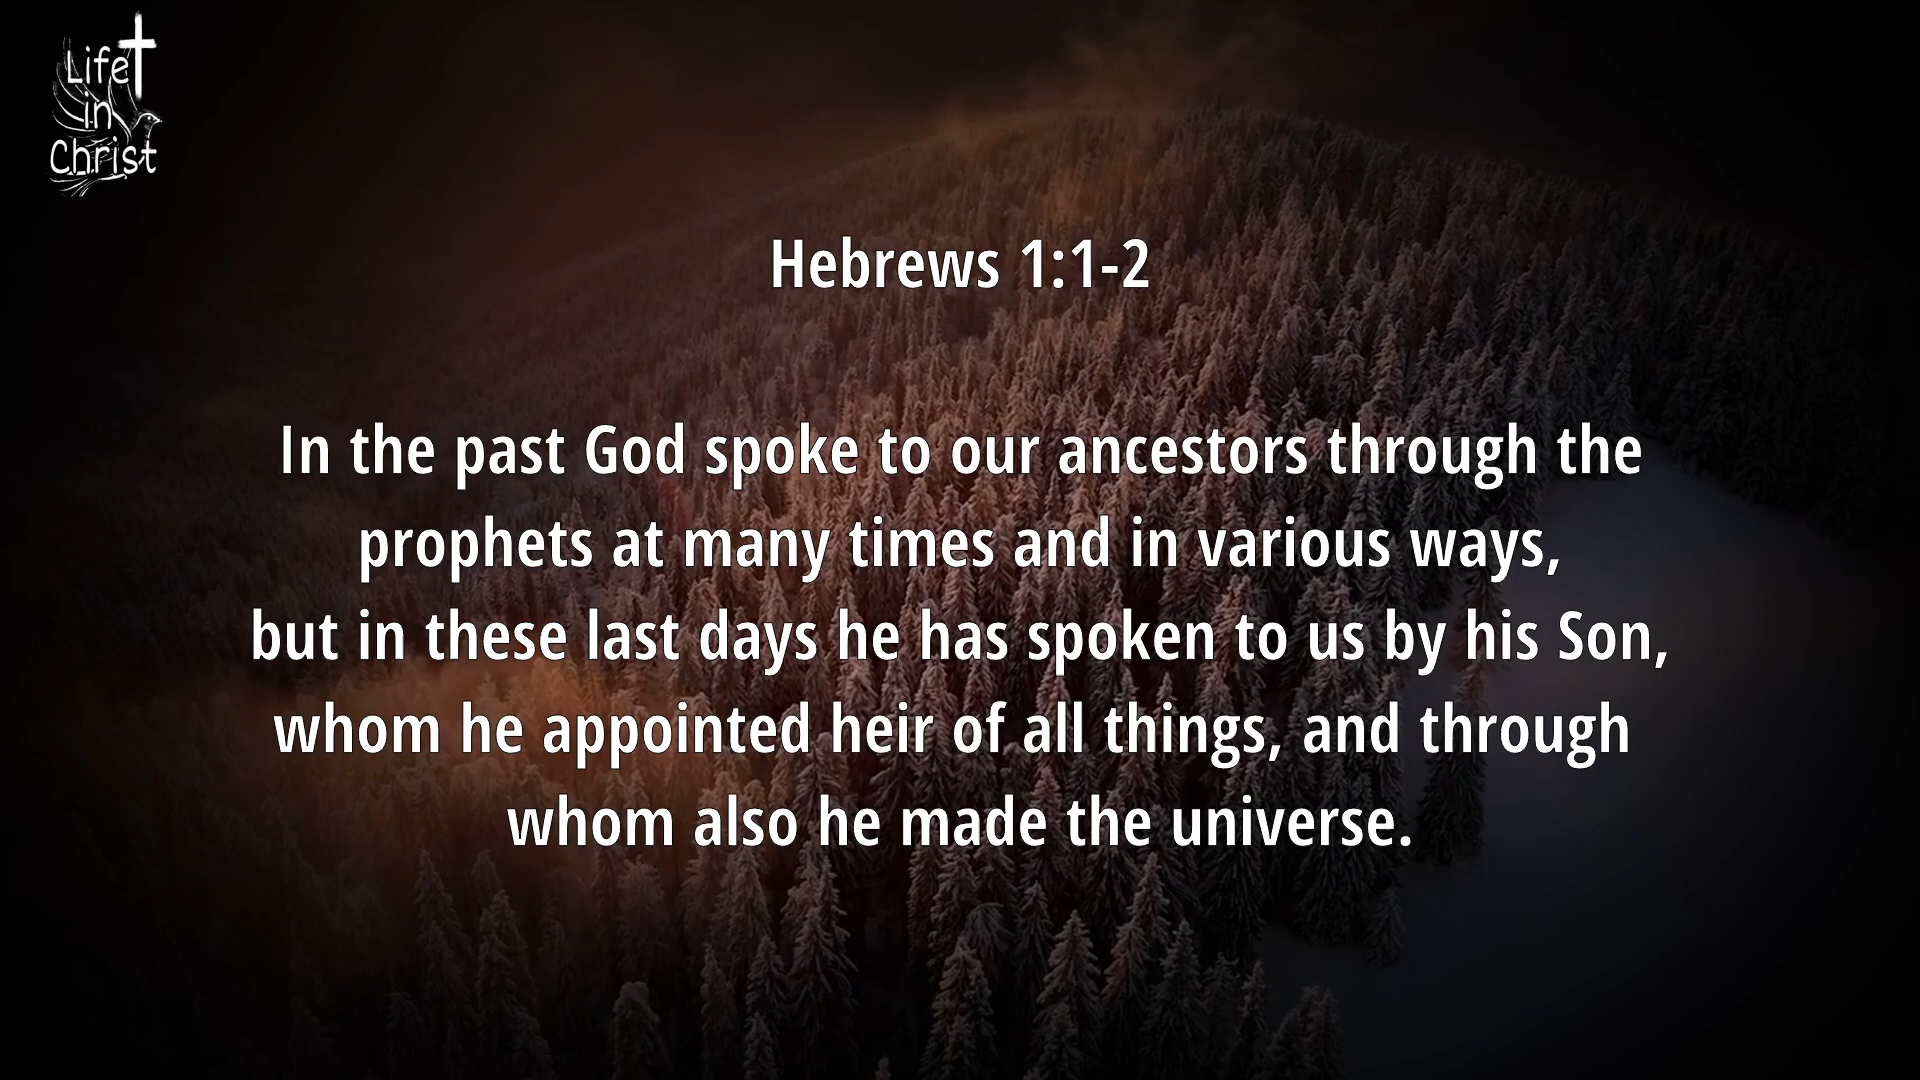 Life
in
Christ
Hebrews 1:1-2
In the past God spoke to our ancestors through the
prophets at many times and in various ways,
but in these last days he has spoken to us by his Son,
whom he appointed heir of all things, and through
whom also he made the universe.